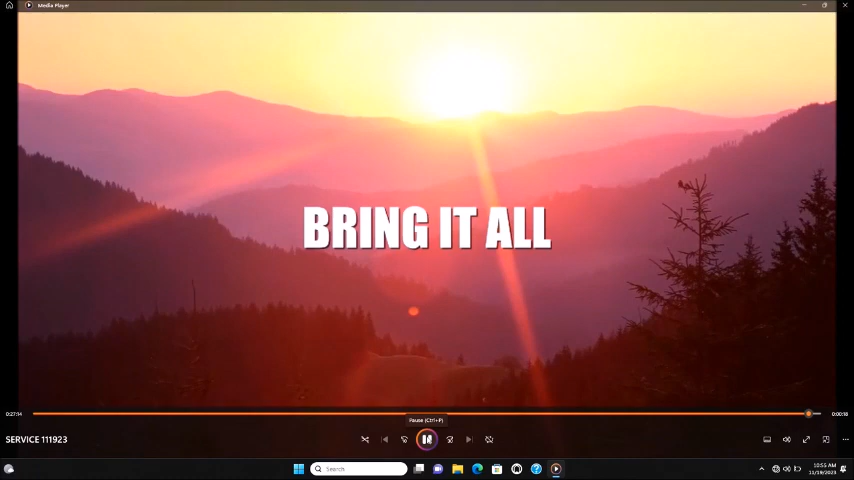 Media Player
BRING IT ALL
0:27:14
0:00:18
Pause (Ctrl+P)
SERVICE 111923
Search
10:55 AM
11/19/2023